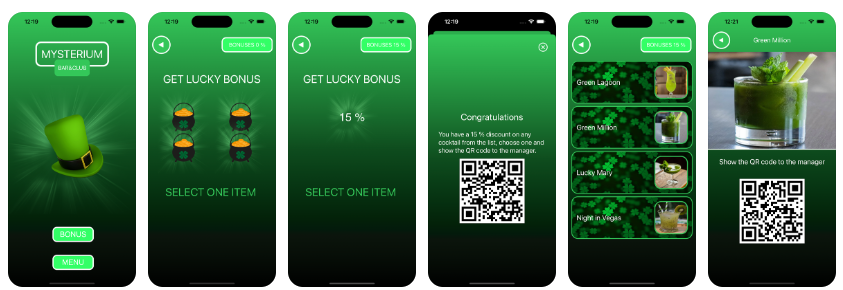 12:19
MYSTERIUM
BAR&CLUB
BONUS
MENU
12:19
BONUSES 0 %
GET LUCKY BONUS
SELECT ONE ITEM
12:19
BONUSES 15 %
GET LUCKY BONUS
15 %
SELECT ONE ITEM
12:19
Congratulations
You have a 15 % discount on any
cocktail from the list, choose one and
show the QR code to the manager.
12:19
BONUSES 15 %
Green Lagoon
Green Million
Lucky Mary
Night in Vegas
12:21
Green Million
Show the QR code to the manager